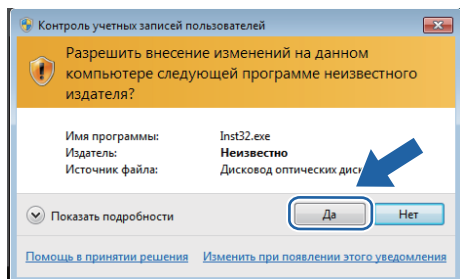 Контроль учетных записей пользователей
Разрешить внесение изменений на данном
компьютере следующей программе неизвестного
издателя?
Имя программы: Inst32.exe
Издатель: Неизвестно
Источник файла: Дисковод оптических
Показать подробности
Да Нет
Помощь в принятии решения Изменить при появлении этого уведомления